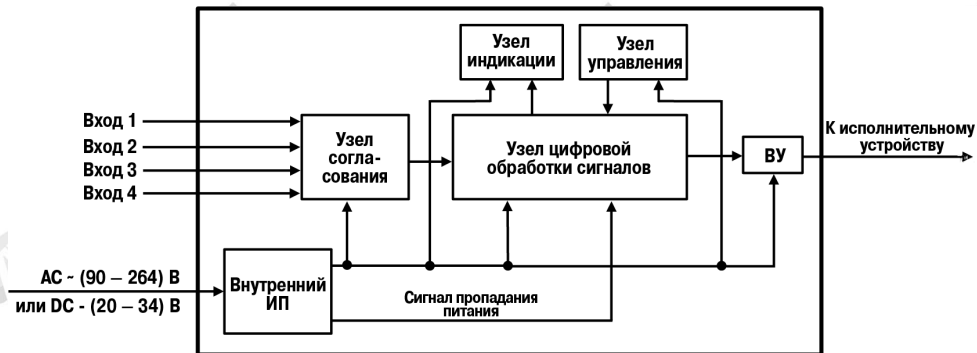 Узел
индикации
Узел
управления
Вход 1
Вход 2
Вход 3
Вход 4
Узел
согла-
сования
Узел цифровой
обработки сигналов
ВУ
К исполнительному
устройству
AC ~ (90 – 264) В
или DC - (20 – 34) В
Внутренний
ИП
Сигнал пропадания
питания